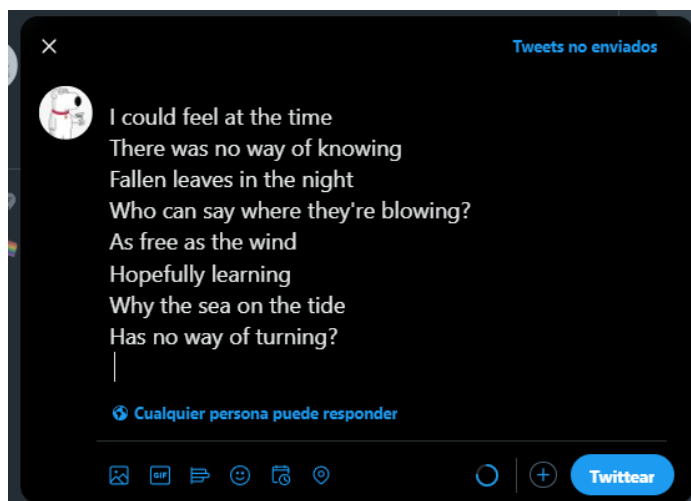 Tweets no enviados
I could feel at the time
There was no way of knowing
Fallen leaves in the night
Who can say where they're blowing?
As free as the wind
Hopefully learning
Why the sea on the tide
Has no way of turning?
Cualquier persona puede responder
GIF
Twittear